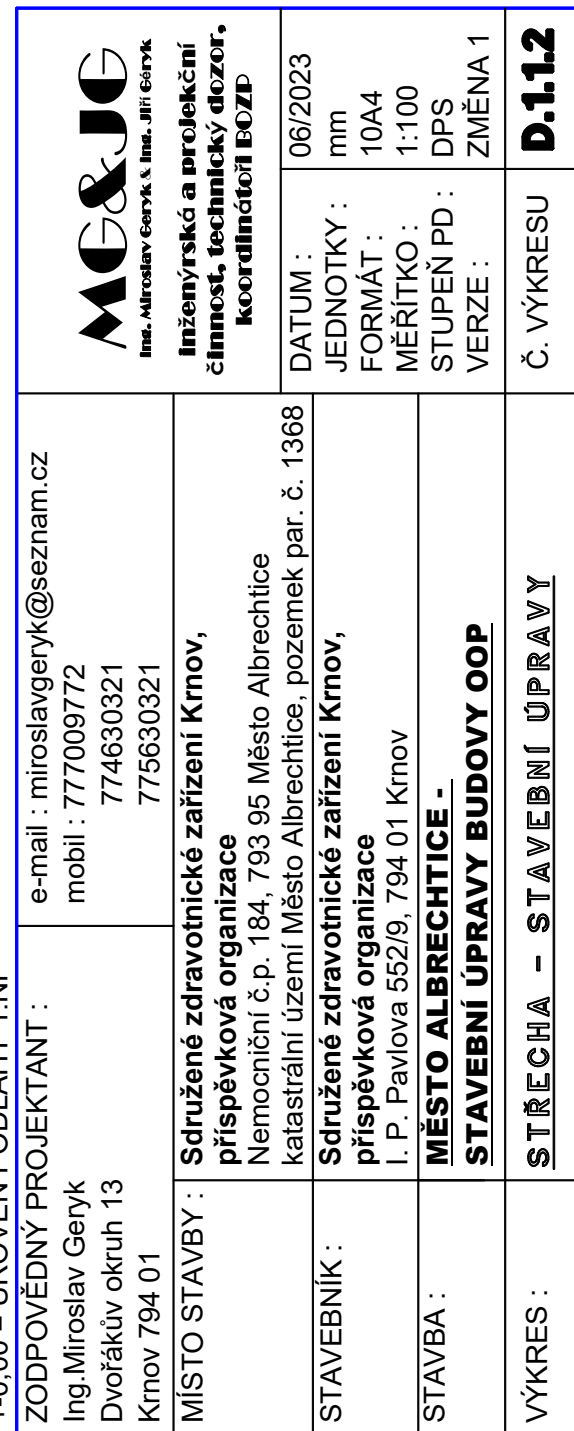 ZODPOVĚDNÝ PROJEKTANT :
Ing.Miroslav Geryk
Dvořákův okruh 13
Krnov 794 01
e-mail : miroslavgeryk@seznam.cz
mobil : 777009772
774630321
775630321
MG&JG
Ing. Miroslav Geryk & Ing. Jiří Géryk
inženýrská a projekční
činnost, technický dozor,
koordinátoři BOZP
MÍSTO STAVBY :
Sdružené zdravotnické zařízení Krnov,
příspěvková organizace
Nemocniční č.p. 184, 793 95 Město Albrechtice
katastrální území Město Albrechtice, pozemek par. č. 1368
STAVEBNÍK :
Sdružené zdravotnické zařízení Krnov,
příspěvková organizace
I. P. Pavlova 552/9, 794 01 Krnov
STAVBA :
MĚSTO ALBRECHTICE -
STAVEBNÍ ÚPRAVY BUDOVY OOP
DATUM : 06/2023
JEDNOTKY : mm
FORMÁT : 10A4
MĚŘÍTKO : 1:100
STUPEŇ PD : DPS
VERZE : ZMĚNA 1
VÝKRES :
STŘECHA - STAVEBNÍ ÚPRAVY
Č. VÝKRESU D.1.1.2